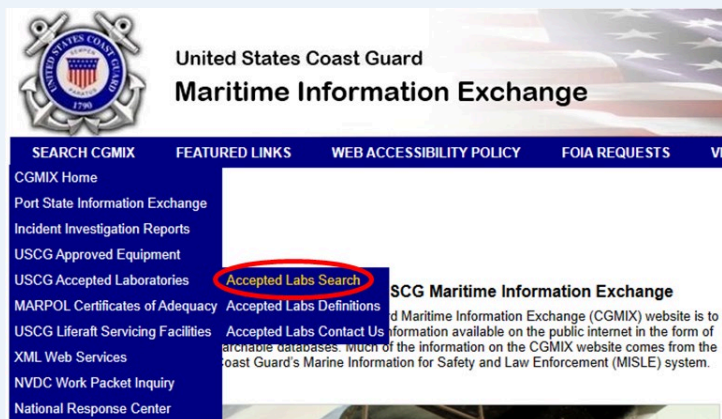 UNITED STATES COAST GUARD
1790
United States Coast Guard
Maritime Information Exchange
SEARCH CGMIX FEATURED LINKS WEB ACCESSIBILITY POLICY FOIA REQUESTS
CGMIX Home
Port State Information Exchange
Incident Investigation Reports
USCG Approved Equipment
USCG Accepted Laboratories Accepted Labs Search
SCG Maritime Information Exchange
MARPOL Certificates of Adequacy Accepted Labs Definitions
d Maritime Information Exchange (CGMIX) website is to
USCG Liferaft Servicing Facilities Accepted Labs Contact Us
information available on the public internet in the form of
XML Web Services
archable databases. Much of the information on the CGMIX website comes from the
oast Guard's Marine Information for Safety and Law Enforcement (MISLE) system.
NVDC Work Packet Inquiry
National Response Center